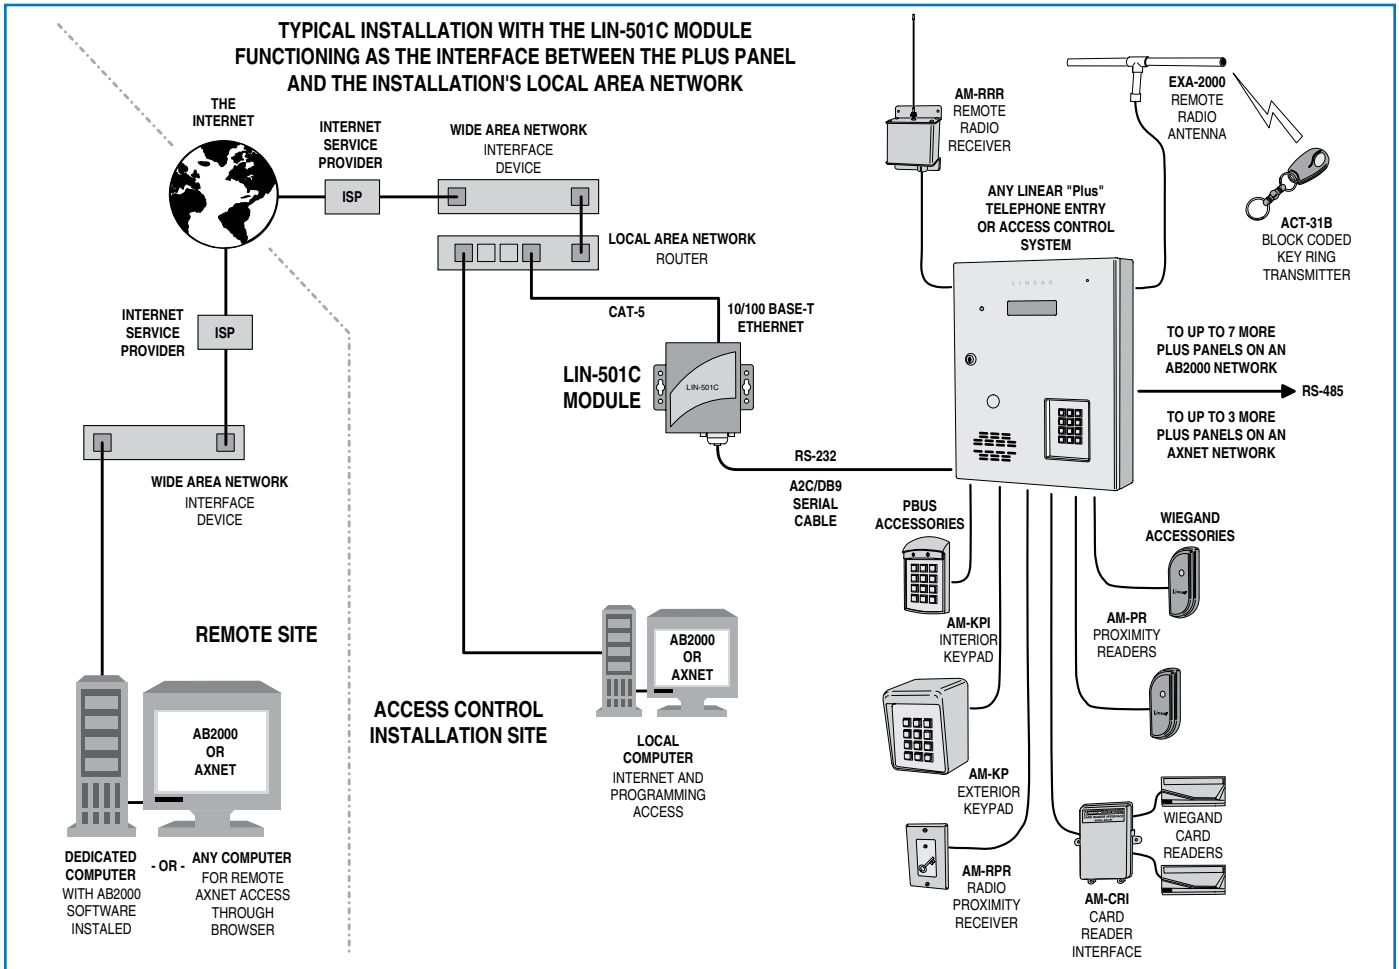 TYPICAL INSTALLATION WITH THE LIN-501C MODULE
FUNCTIONING AS THE INTERFACE BETWEEN THE PLUS PANEL
AND THE INSTALLATION'S LOCAL AREA NETWORK
THE
INTERNET
INTERNET
SERVICE
PROVIDER
ISP
WIDE AREA NETWORK
INTERFACE
DEVICE
LOCAL AREA NETWORK
ROUTER
CAT-5
10/100 BASE-T
ETHERNET
LIN-501C
MODULE
LIN-501C
RS-232
A2C/DB9
SERIAL
CABLE
INTERNET
SERVICE
PROVIDER
ISP
WIDE AREA NETWORK
INTERFACE
DEVICE
REMOTE SITE
AB2000
OR
AXNET
DEDICATED
COMPUTER
WITH AB2000
SOFTWARE
INSTALED
- OR -
ANY COMPUTER
FOR REMOTE
AXNET ACCESS
THROUGH
BROWSER
ACCESS CONTROL
INSTALLATION SITE
AB2000
OR
AXNET
LOCAL
COMPUTER
INTERNET AND
PROGRAMMING
ACCESS
AM-RRR
REMOTE
RADIO
RECEIVER
EXA-2000
REMOTE
RADIO
ANTENNA
ACT-31B
BLOCK CODED
KEY RING
TRANSMITTER
ANY LINEAR "Plus"
TELEPHONE ENTRY
OR ACCESS CONTROL
SYSTEM
LINEAR
TO UP TO 7 MORE
PLUS PANELS ON AN
AB2000 NETWORK
RS-485
TO UP TO 3 MORE
PLUS PANELS ON AN
AXNET NETWORK
PBUS
ACCESSORIES
AM-KPI
INTERIOR
KEYPAD
AM-KP
EXTERIOR
KEYPAD
AM-RPR
RADIO
PROXIMITY
RECEIVER
WIEGAND
ACCESSORIES
Linear
AM-PR
PROXIMITY
READERS
Linear
WIEGAND
CARD
READERS
AM-CRI
CARD
READER
INTERFACE